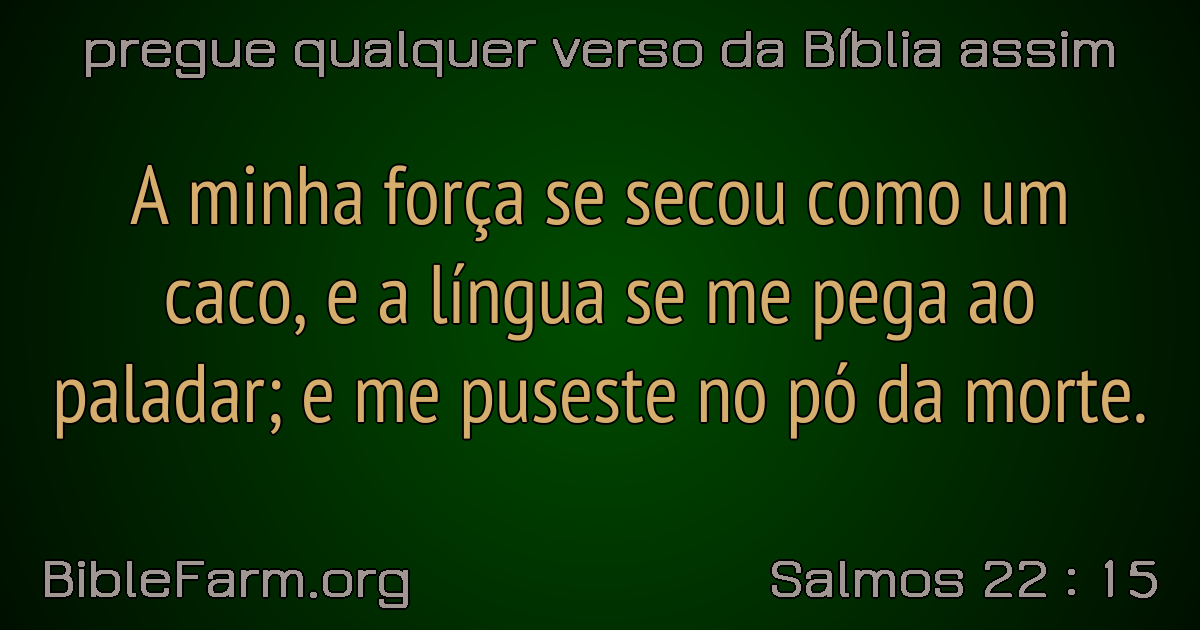 pregue qualquer verso da Bíblia assim
A minha força se secou como um
caco, e a língua se me pega ao
paladar; e me puseste no pó da morte.
BibleFarm.org
Salmos 22 : 15